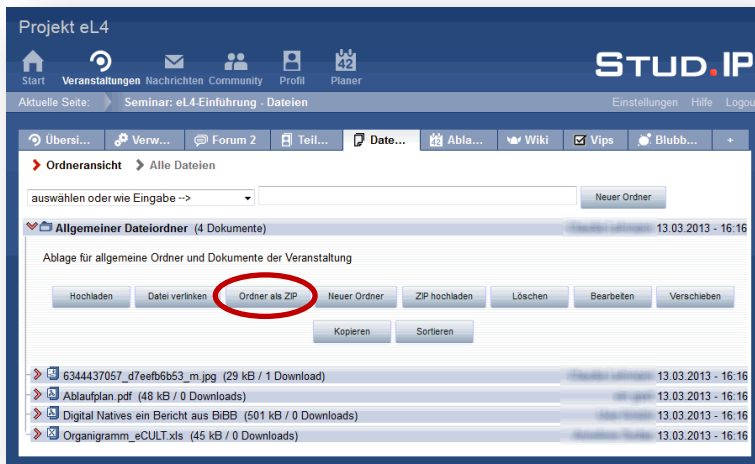 Projekt eL4
Start Veranstaltungen Nachrichten Community Profil 42 Planer
STUD.IP
Aktuelle Seite: Seminar: eL4-Einführung - Dateien Einstellungen Hilfe Logou
Übersi... Verw... Forum 2 Teil... Date... Abla... Wiki Vips Blubb... +
Ordneransicht Alle Dateien
auswählen oder wie Eingabe --> Neuer Ordner
Allgemeiner Dateiordner (4 Dokumente) 13.03.2013 - 16:16
Ablage für allgemeine Ordner und Dokumente der Veranstaltung
Hochladen Datei verlinken Ordner als ZIP Neuer Ordner ZIP hochladen Löschen Bearbeiten Verschieben
Kopieren Sortieren
6344437057_d7eefb6b53_m.jpg (29 kB / 1 Download) 13.03.2013 - 16:16
Ablaufplan.pdf (48 kB / 0 Downloads) 13.03.2013 - 16:16
Digital Natives ein Bericht aus BiBB (501 kB / 0 Downloads) 13.03.2013 - 16:16
Organigramm_eCULT.xls (45 kB / 0 Downloads) 13.03.2013 - 16:16